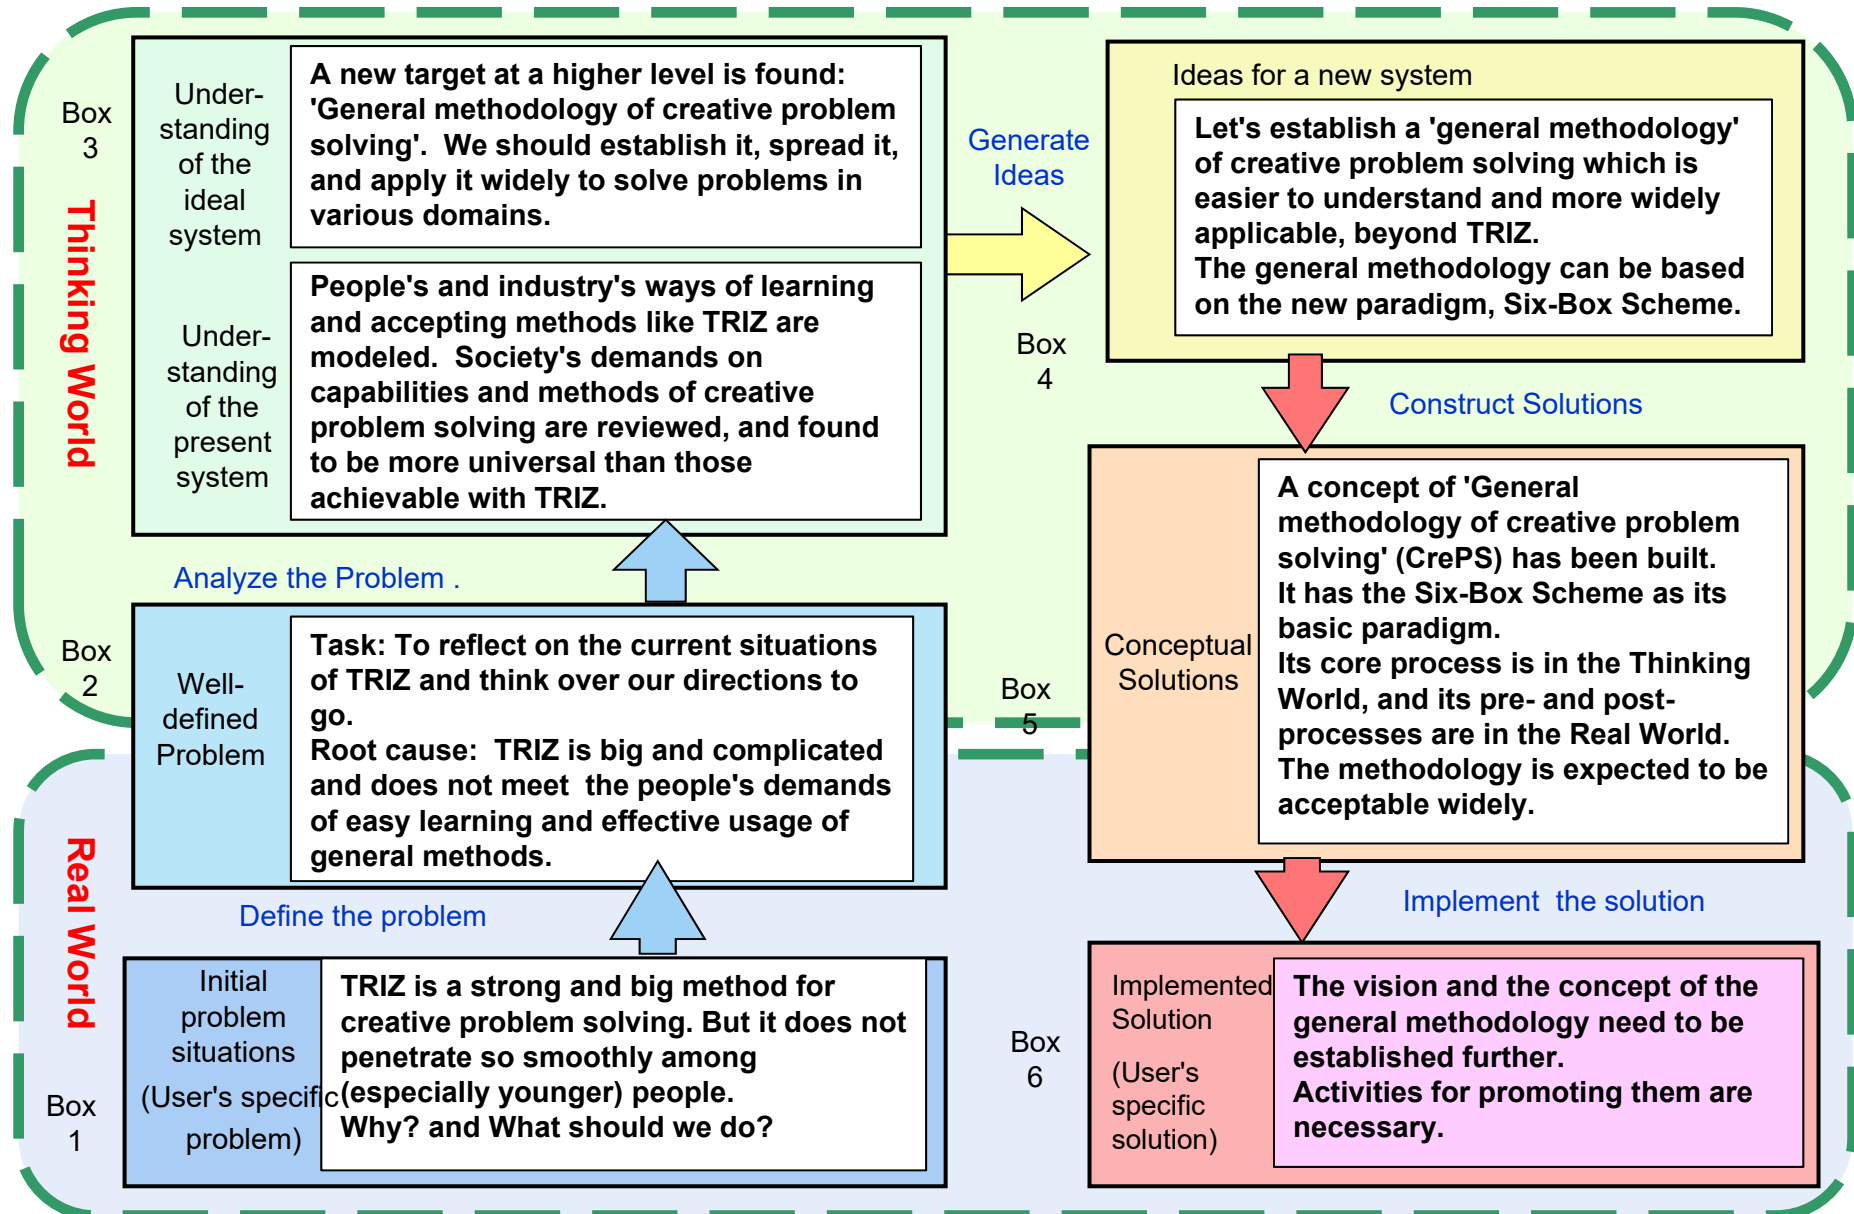 Box
3
Under-
standing
of the
ideal
system
A new target at a higher level is found:
'General methodology of creative problem
solving'.  We should establish it, spread it,
and apply it widely to solve problems in
various domains.
Under-
standing
of the
present
system
People's and industry's ways of learning
and accepting methods like TRIZ are
modeled.  Society's demands on
capabilities and methods of creative
problem solving are reviewed, and found
to be more universal than those
achievable with TRIZ.
Thinking World
Generate
Ideas
Box
4
Ideas for a new system
Let's establish a 'general methodology'
of creative problem solving which is
easier to understand and more widely
applicable, beyond TRIZ.
The general methodology can be based
on the new paradigm, Six-Box Scheme.
Construct Solutions
Analyze the Problem .
Box
2
Well-
defined
Problem
Task: To reflect on the current situations
of TRIZ and think over our directions to
go.
Root cause:  TRIZ is big and complicated
and does not meet  the people's demands
of easy learning and effective usage of
general methods.
Box
5
Conceptual
Solutions
A concept of 'General
methodology of creative problem
solving' (CrePS) has been built.
It has the Six-Box Scheme as its
basic paradigm.
Its core process is in the Thinking
World, and its pre- and post-
processes are in the Real World.
The methodology is expected to be
acceptable widely.
Real World
Define the problem
Implement  the solution
Box
1
Initial
problem
situations
(User's specific
problem)
TRIZ is a strong and big method for
creative problem solving. But it does not
penetrate so smoothly among
(especially younger) people.
Why? and What should we do?
Box
6
Implemented
Solution
(User's
specific
solution)
The vision and the concept of the
general methodology need to be
established further.
Activities for promoting them are
necessary.